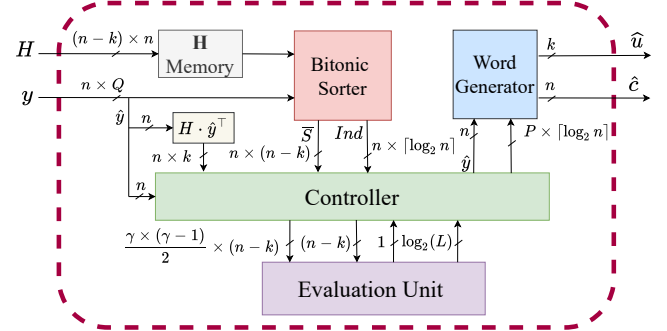 H
(n − k) × n
H
Memory
Bitonic
Sorter
Word
Generator
k
û
y
n × Q
n
ĉ
ŷ
n
H · ŷ^⊤
n × k
S̅
Ind
n × (n − k)
n × ⌈log₂ n⌉
n
ŷ
P × ⌈log₂ n⌉
n
Controller
γ × (γ − 1)
2
× (n − k)
(n − k)
1
log₂(L)
Evaluation Unit